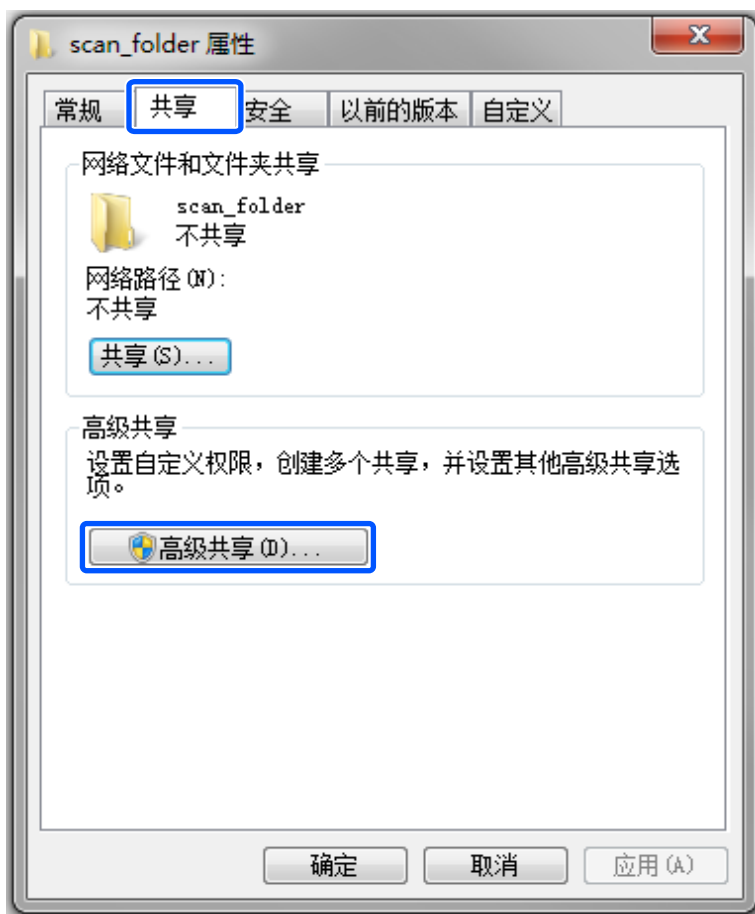 scan_folder 属性
常规 共享 安全 以前的版本 自定义
网络文件和文件夹共享
scan_folder
不共享
网络路径(N):
不共享
共享(S)...
高级共享
设置自定义权限，创建多个共享，并设置其他高级共享选
项。
高级共享(D)...
确定 取消 应用(A)